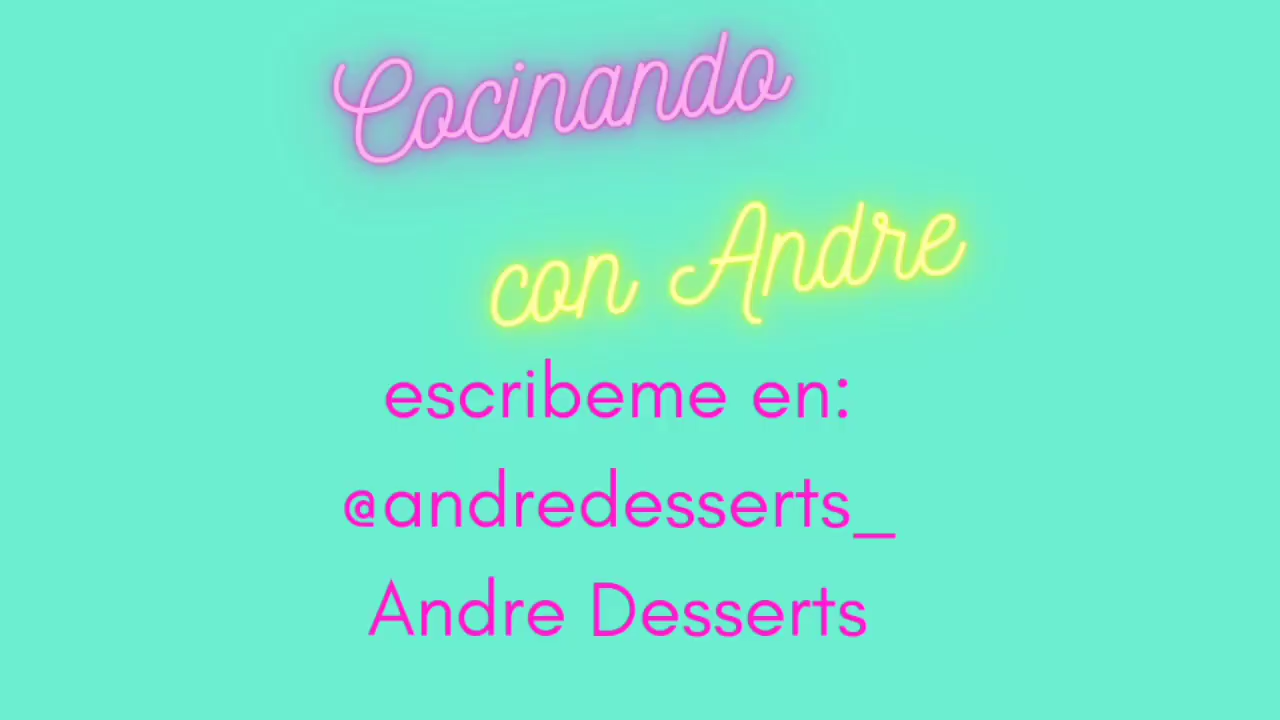 Cocinando
con Andre
escribeme en:
@andredesserts_
Andre Desserts